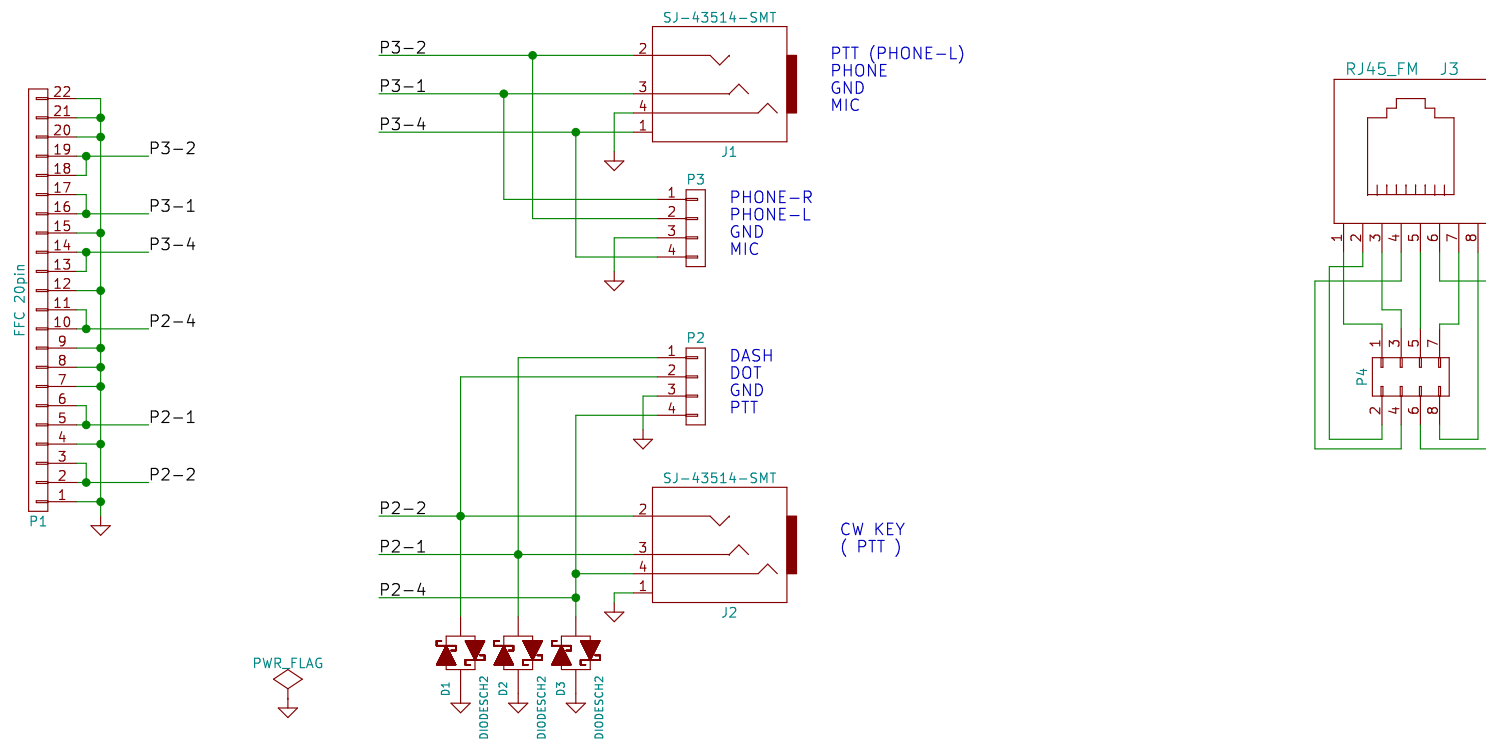 SJ-43514-SMT
P3-2
2
P3-1
3
4
P3-4
1
J1
PTT (PHONE-L)
PHONE
GND
MIC
RJ45_FM J3
1
2
3
4
5
6
7
8
22
21
20
19
18
17
16
15
14
13
12
11
10
9
8
7
6
5
4
3
2
1
FFC 20pin
P1
P3-2
P3-1
P3-4
P2-4
P2-1
P2-2
P3
1
2
3
4
PHONE-R
PHONE-L
GND
MIC
P2
1
2
3
4
DASH
DOT
GND
PTT
1
3
5
7
P4
2
4
6
8
SJ-43514-SMT
P2-2
2
P2-1
3
4
P2-4
1
J2
CW KEY
( PTT )
PWR_FLAG
D1
DIODESCH2
D2
DIODESCH2
D3
DIODESCH2